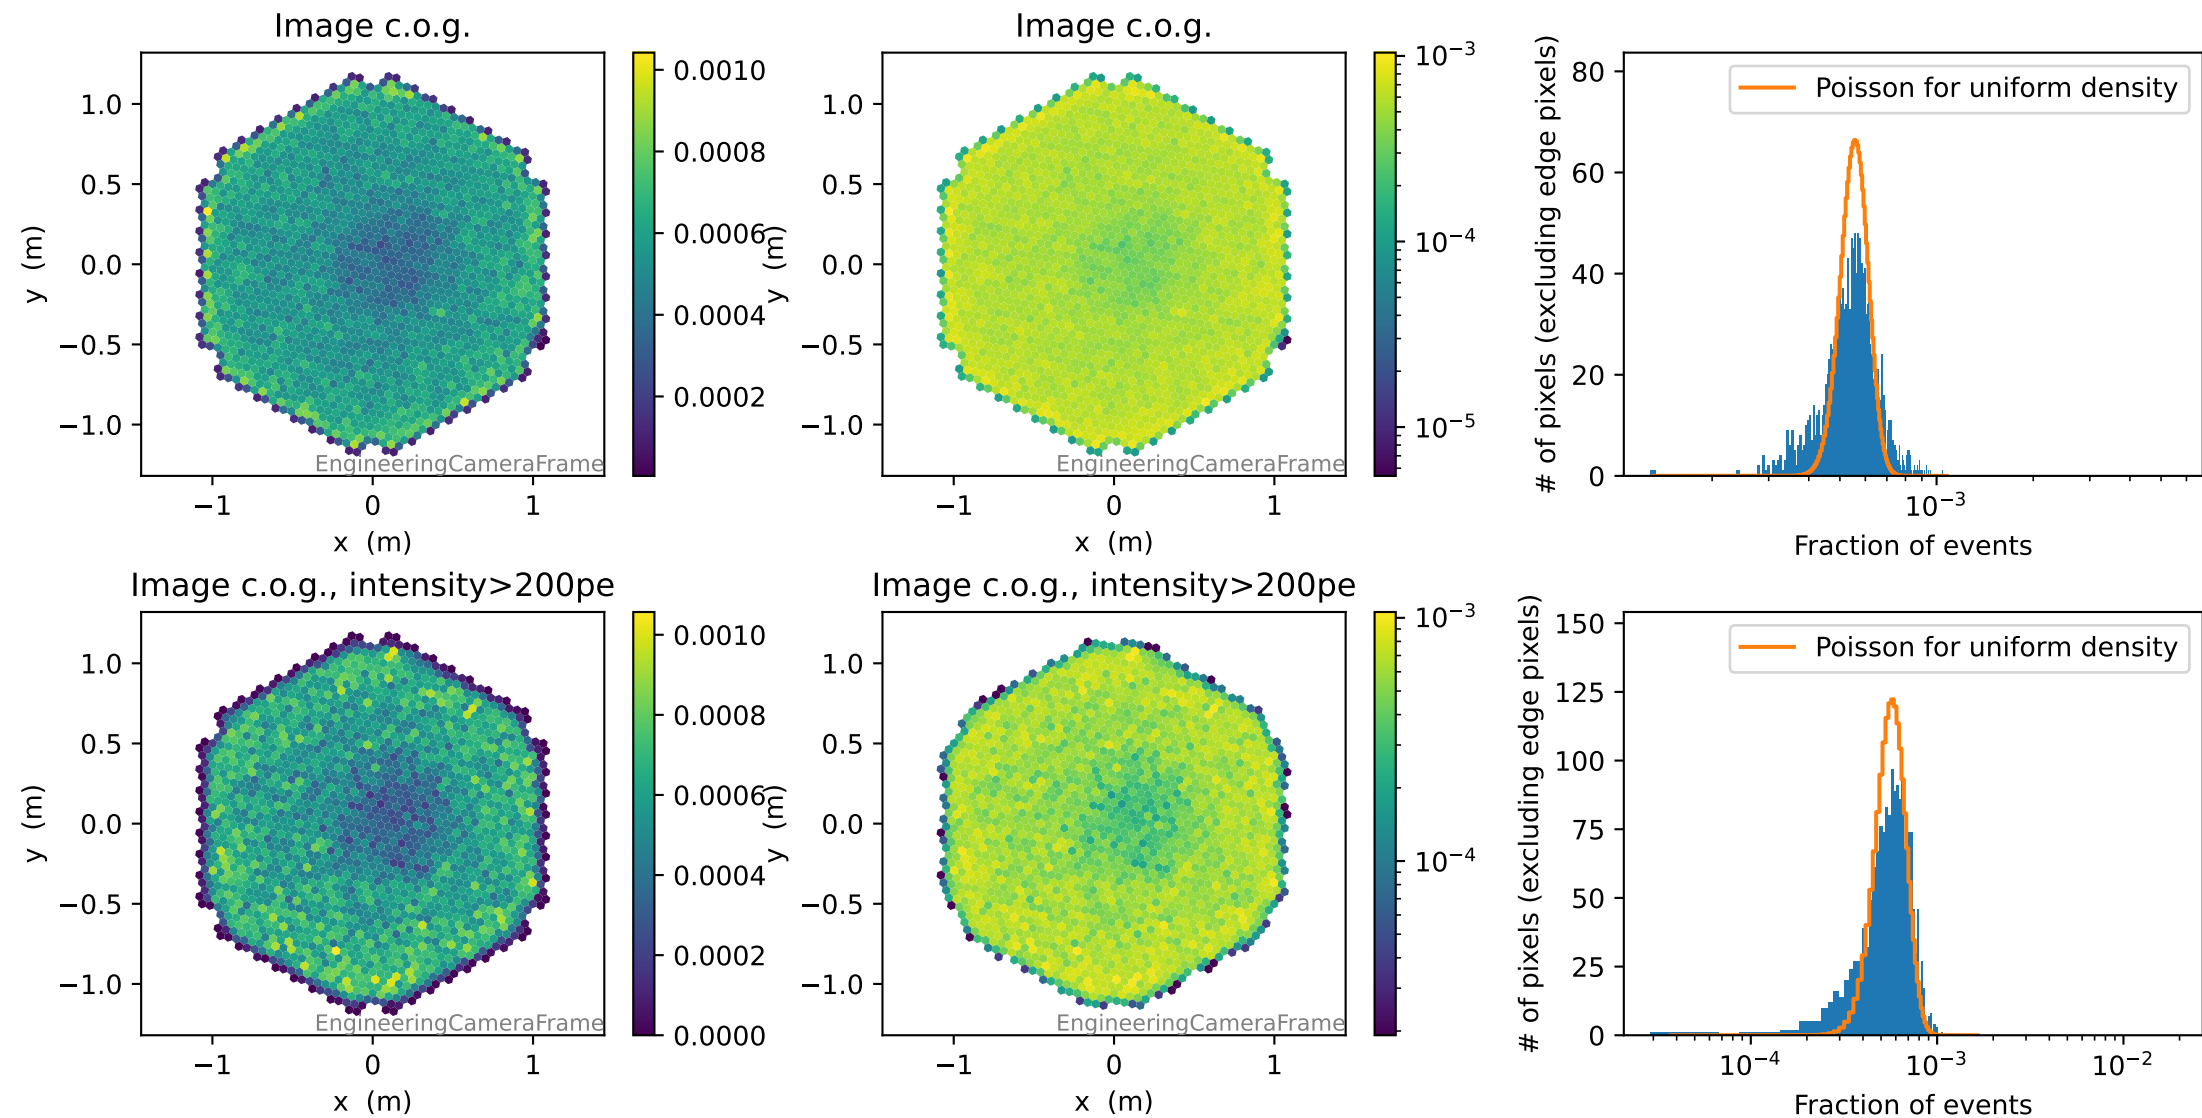 Image c.o.g.
1.0
0.5
0.0
−0.5
−1.0
y (m)
−1
0
1
x (m)
EngineeringCameraFrame
0.0010
0.0008
0.0006
0.0004
0.0002
Image c.o.g.
1.0
0.5
0.0
−0.5
−1.0
y (m)
−1
0
1
x (m)
EngineeringCameraFrame
10⁻³
10⁻⁴
10⁻⁵
Poisson for uniform density
80
60
40
20
0
# of pixels (excluding edge pixels)
10⁻³
Fraction of events
Image c.o.g., intensity>200pe
1.0
0.5
0.0
−0.5
−1.0
y (m)
−1
0
1
x (m)
EngineeringCameraFrame
0.0010
0.0008
0.0006
0.0004
0.0002
0.0000
Image c.o.g., intensity>200pe
1.0
0.5
0.0
−0.5
−1.0
y (m)
−1
0
1
x (m)
EngineeringCameraFrame
10⁻³
10⁻⁴
Poisson for uniform density
150
125
100
75
50
25
0
# of pixels (excluding edge pixels)
10⁻⁴
10⁻³
10⁻²
Fraction of events